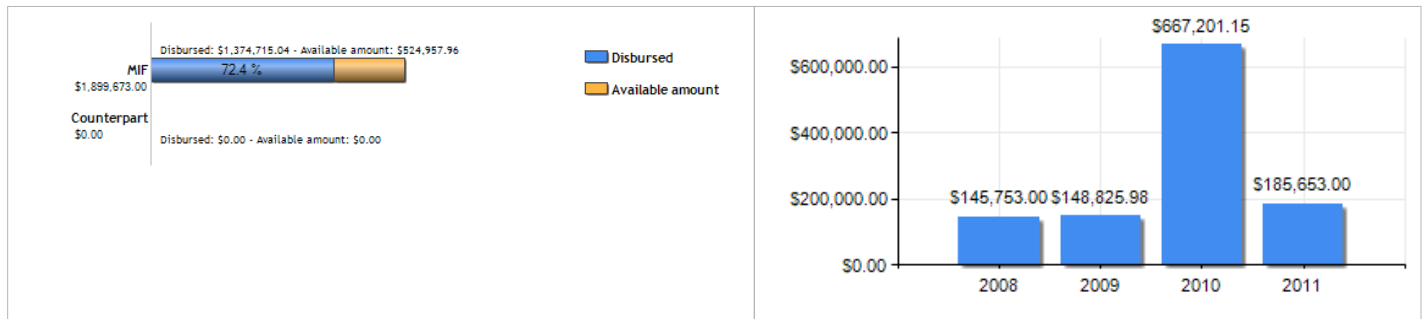 Disbursed: $1,374,715.04 - Available amount: $524,957.96
MIF
72.4 %
$1,899,673.00
Counterpart
$0.00
Disbursed: $0.00 - Available amount: $0.00
Disbursed
Available amount
$667,201.15
$600,000.00
$400,000.00
$200,000.00
$0.00
$145,753.00
$148,825.98
$185,653.00
2008
2009
2010
2011